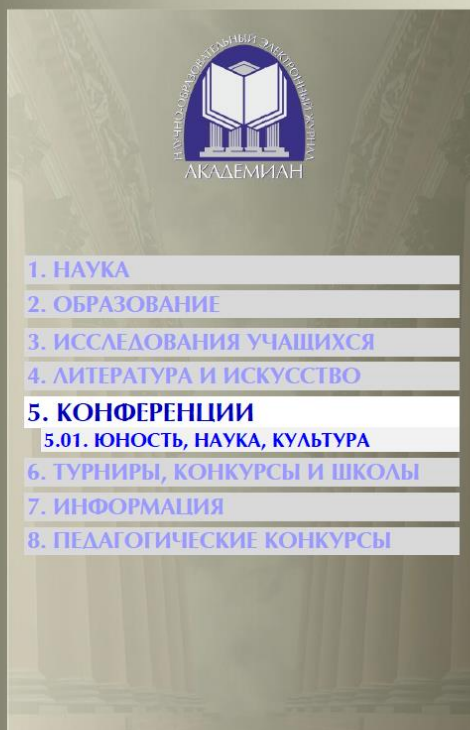 НАУЧНО-ОБРАЗОВАТЕЛЬНЫЙ ЭЛЕКТРОННЫЙ ЖУРНАЛ
АКАДЕМИАН
1. НАУКА
2. ОБРАЗОВАНИЕ
3. ИССЛЕДОВАНИЯ УЧАЩИХСЯ
4. ЛИТЕРАТУРА И ИСКУССТВО
5. КОНФЕРЕНЦИИ
5.01. ЮНОСТЬ, НАУКА, КУЛЬТУРА
6. ТУРНИРЫ, КОНКУРСЫ И ШКОЛЫ
7. ИНФОРМАЦИЯ
8. ПЕДАГОГИЧЕСКИЕ КОНКУРСЫ